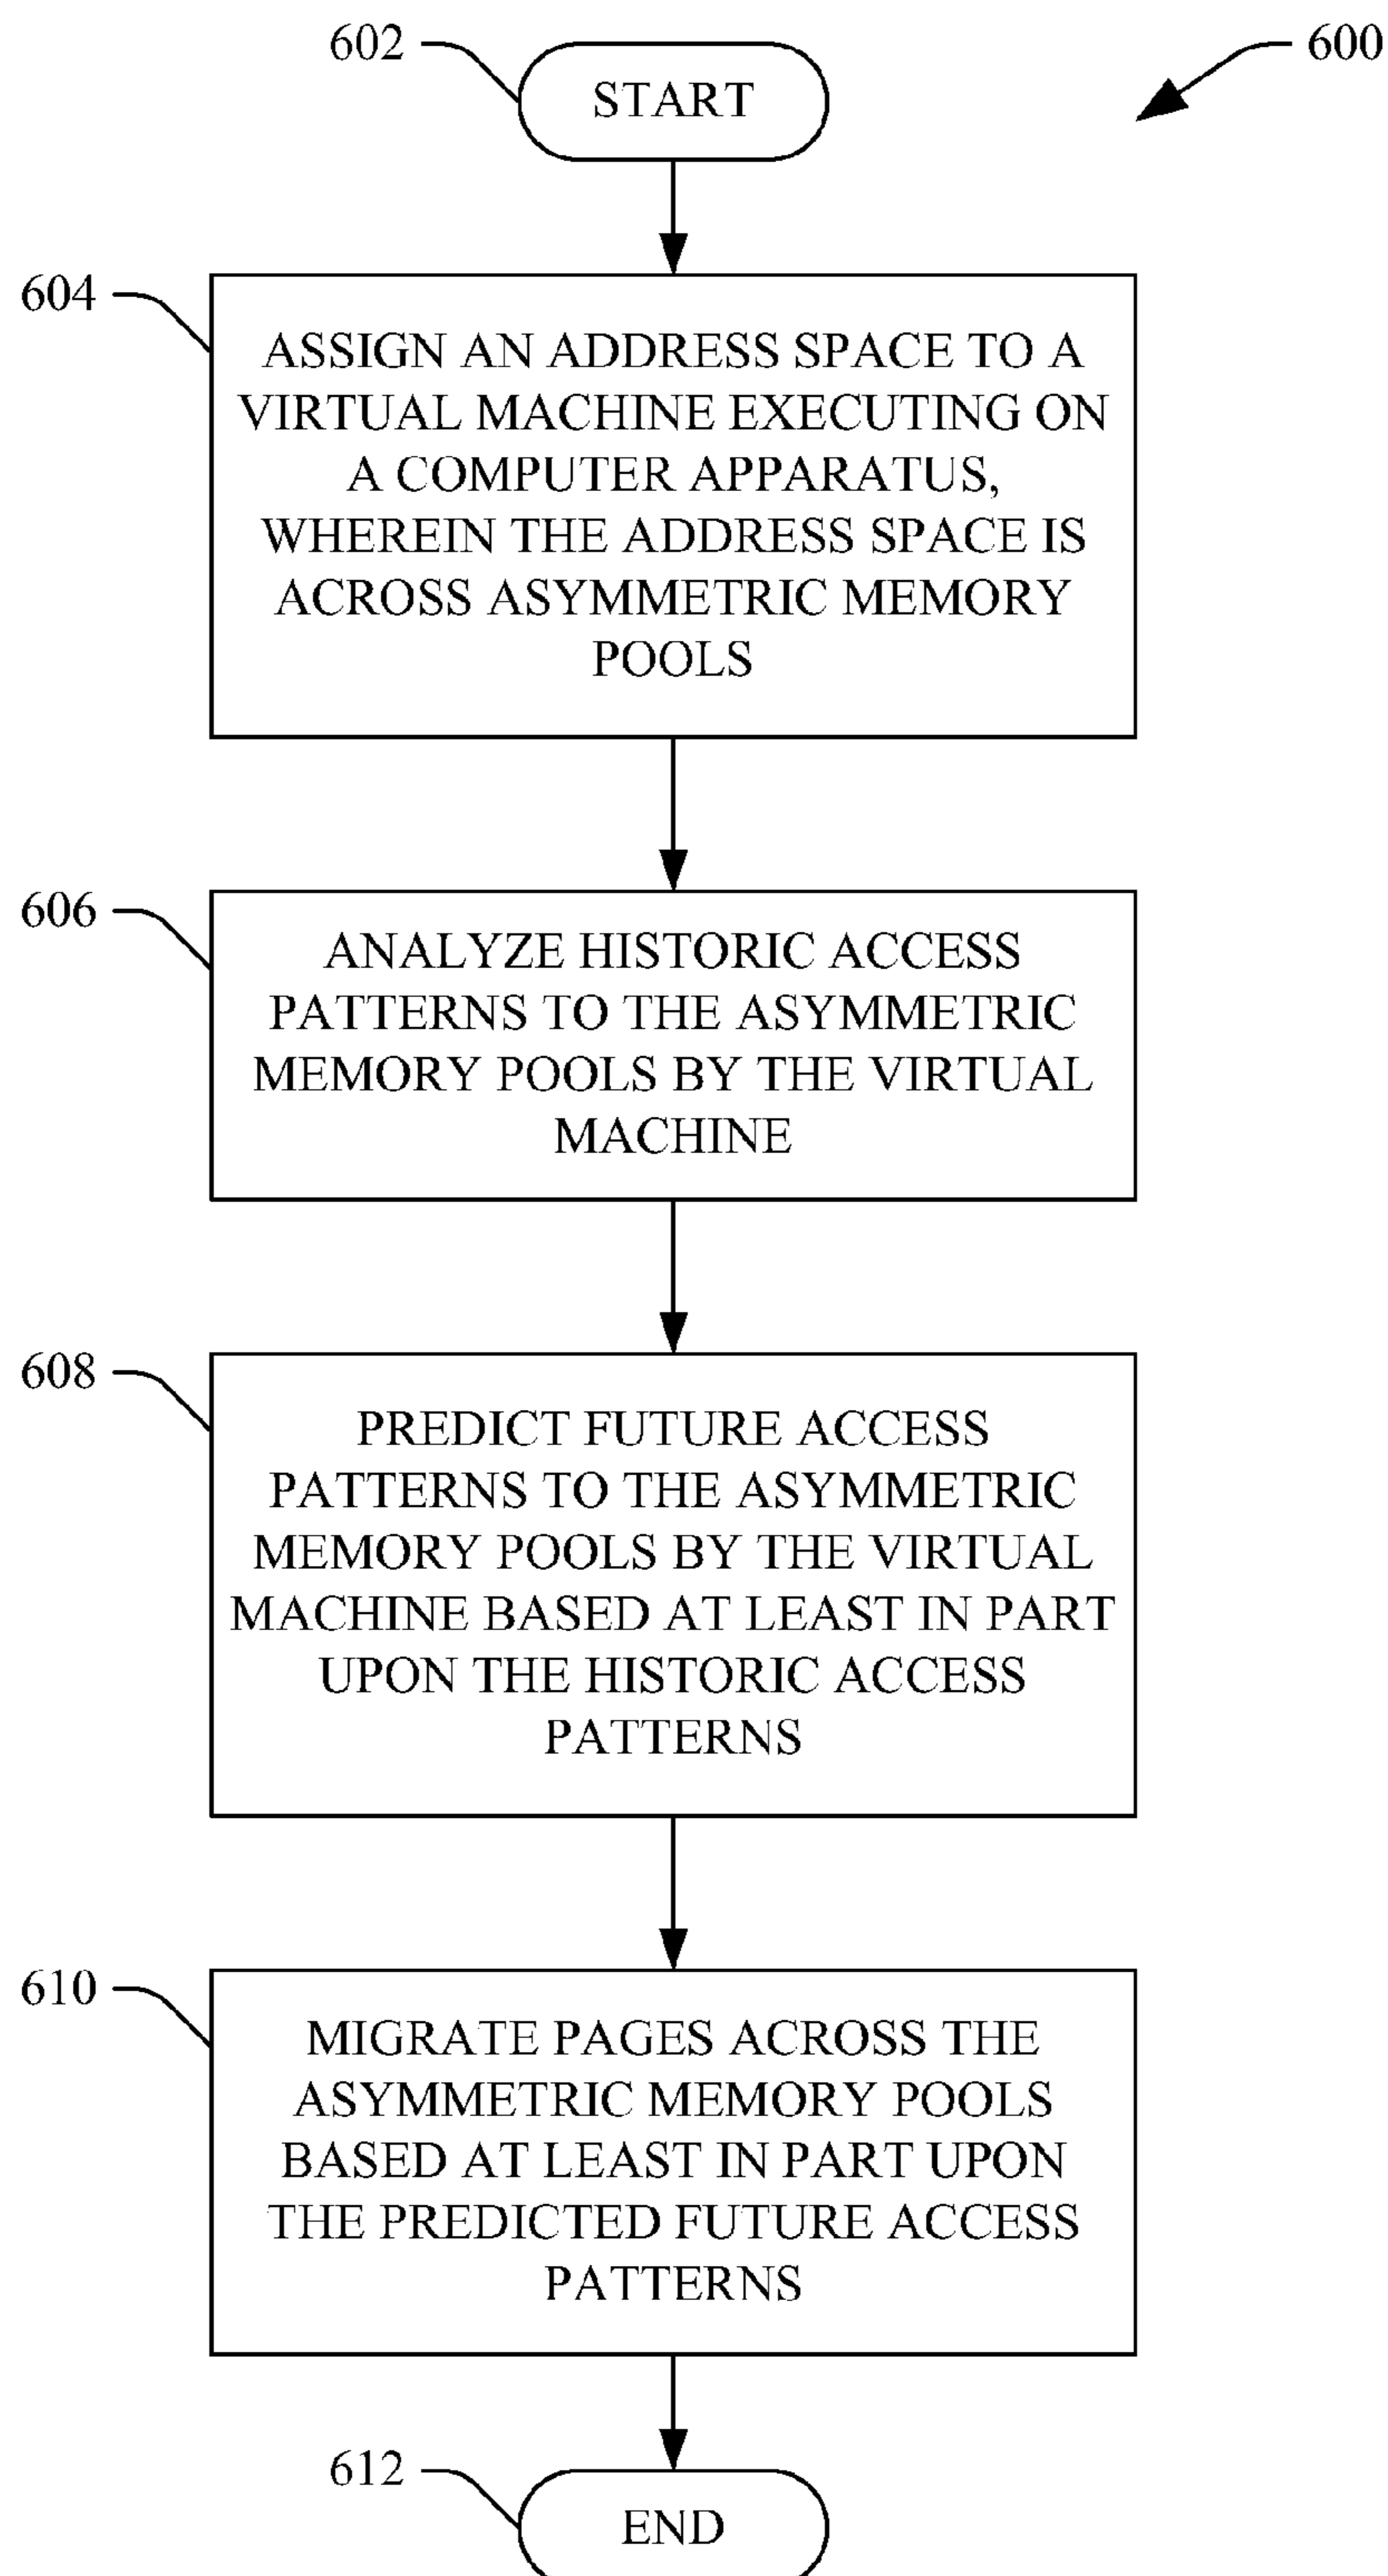 602
START
600
604
ASSIGN AN ADDRESS SPACE TO A
VIRTUAL MACHINE EXECUTING ON
A COMPUTER APPARATUS,
WHEREIN THE ADDRESS SPACE IS
ACROSS ASYMMETRIC MEMORY
POOLS
606
ANALYZE HISTORIC ACCESS
PATTERNS TO THE ASYMMETRIC
MEMORY POOLS BY THE VIRTUAL
MACHINE
608
PREDICT FUTURE ACCESS
PATTERNS TO THE ASYMMETRIC
MEMORY POOLS BY THE VIRTUAL
MACHINE BASED AT LEAST IN PART
UPON THE HISTORIC ACCESS
PATTERNS
610
MIGRATE PAGES ACROSS THE
ASYMMETRIC MEMORY POOLS
BASED AT LEAST IN PART UPON
THE PREDICTED FUTURE ACCESS
PATTERNS
612
END